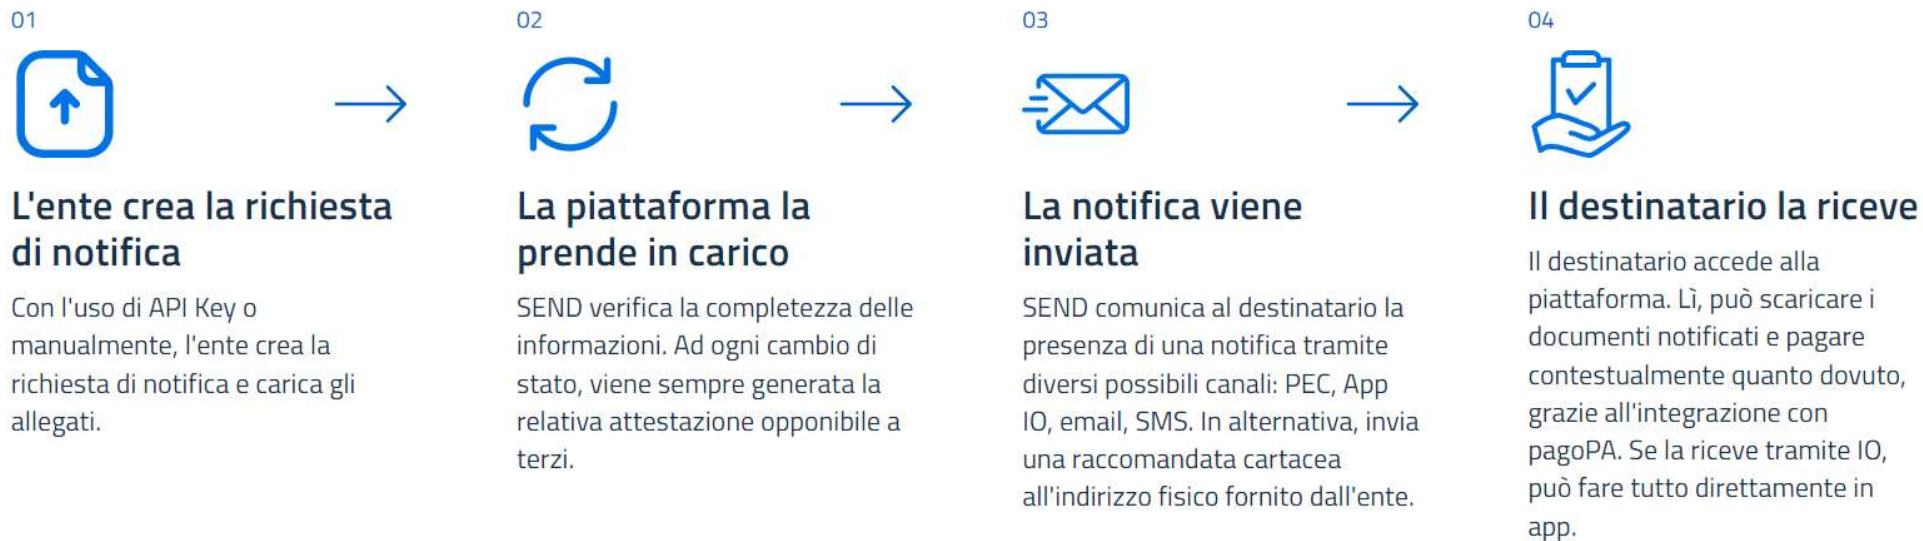 01
L'ente crea la richiesta
di notifica
Con l'uso di API Key o
manualmente, l'ente crea la
richiesta di notifica e carica gli
allegati.
02
La piattaforma la
prende in carico
SEND verifica la completezza delle
informazioni. Ad ogni cambio di
stato, viene sempre generata la
relativa attestazione opponibile a
terzi.
03
La notifica viene
inviata
SEND comunica al destinatario la
presenza di una notifica tramite
diversi possibili canali: PEC, App
IO, email, SMS. In alternativa, invia
una raccomandata cartacea
all'indirizzo fisico fornito dall'ente.
04
Il destinatario la riceve
Il destinatario accede alla
piattaforma. Lì, può scaricare i
documenti notificati e pagare
contestualmente quanto dovuto,
grazie all'integrazione con
pagoPA. Se la riceve tramite IO,
può fare tutto direttamente in
app.